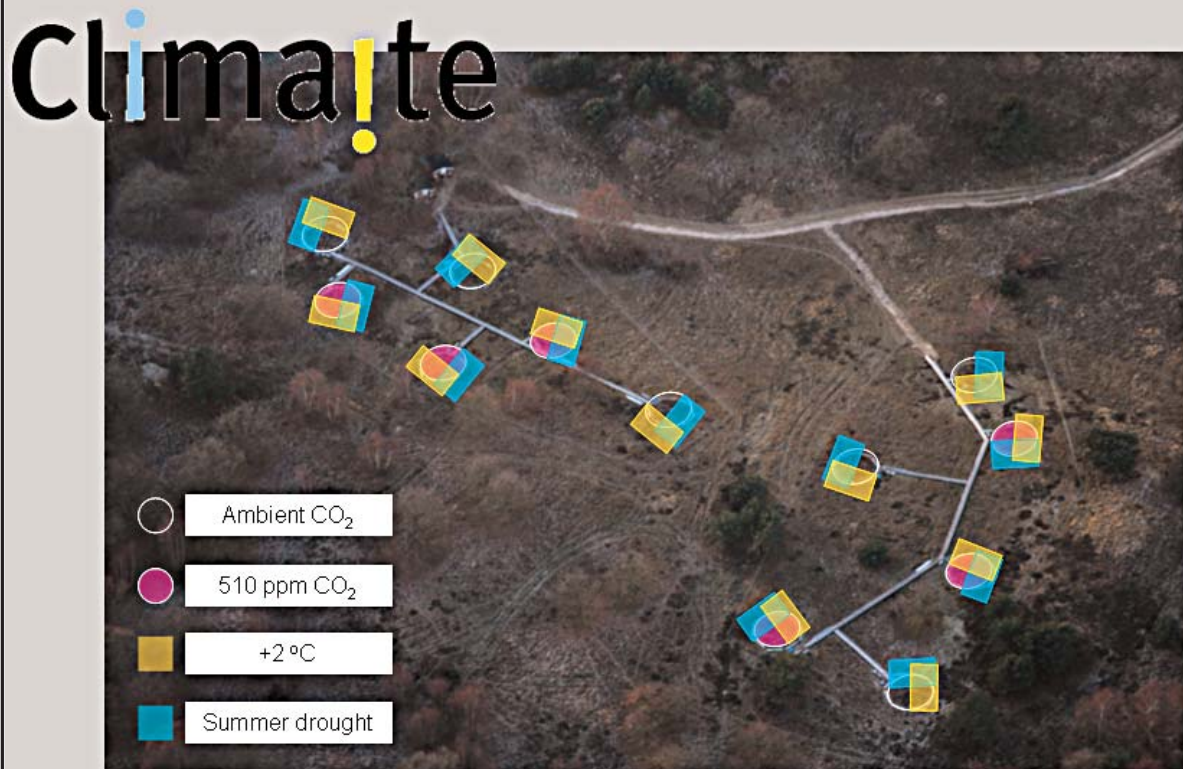 Climaite
Ambient CO₂
510 ppm CO₂
+2 ºC
Summer drought